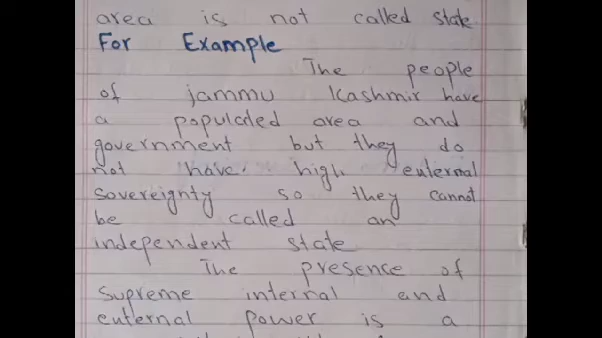 area is not called state
For Example
The people
of jammu Kashmir have
a populated area and
government but they do
not have high euternal
sovereignty so they cannot
be called an
independent state
The presence of
supreme internal and
euternal power is a